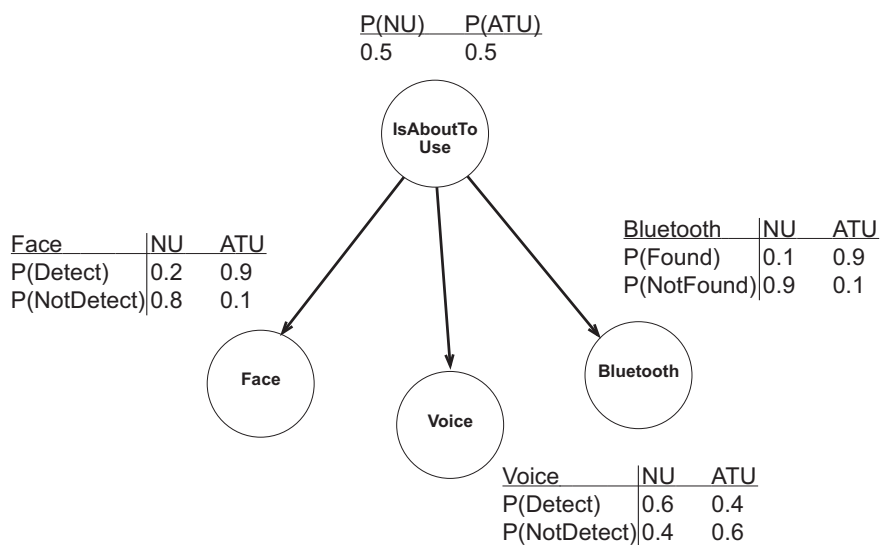 P(NU) P(ATU)
0.5 0.5
IsAboutTo
Use
Face NU ATU
P(Detect) 0.2 0.9
P(NotDetect) 0.8 0.1
Bluetooth NU ATU
P(Found) 0.1 0.9
P(NotFound) 0.9 0.1
Face
Voice
Bluetooth
Voice NU ATU
P(Detect) 0.6 0.4
P(NotDetect) 0.4 0.6